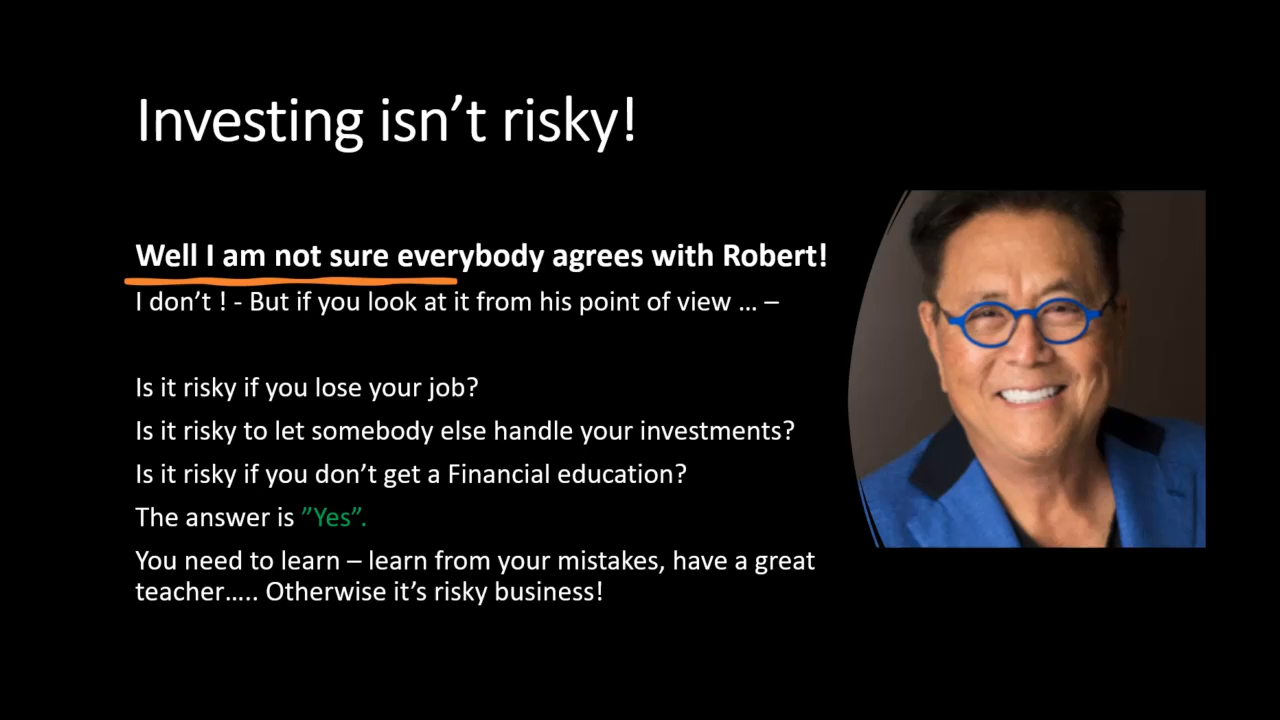 Investing isn’t risky!
Well I am not sure everybody agrees with Robert!
I don’t ! - But if you look at it from his point of view … –
Is it risky if you lose your job?
Is it risky to let somebody else handle your investments?
Is it risky if you don’t get a Financial education?
The answer is ”Yes”.
You need to learn – learn from your mistakes, have a great
teacher….. Otherwise it’s risky business!